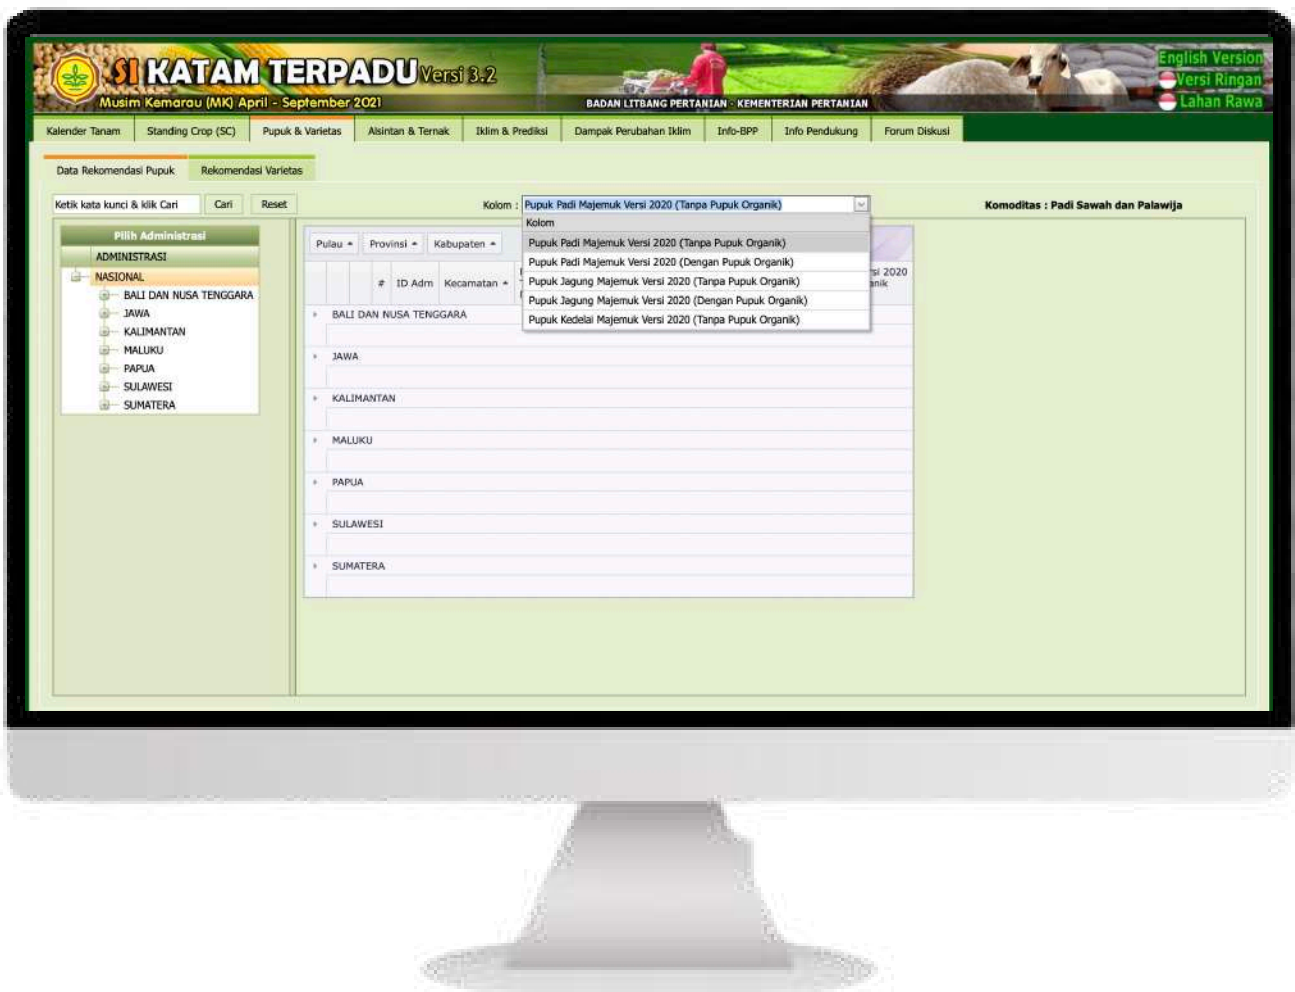 SI KATAM TERPADU Versi 3.2
Musim Kemarau (MK) April - September 2021
BADAN LITBANG PERTANIAN - KEMENTERIAN PERTANIAN
English Version
Versi Ringan
Lahan Rawa
Kalender Tanam Standing Crop (SC) Pupuk & Varietas Alsintan & Ternak Iklim & Prediksi Dampak Perubahan Iklim Info-BPP Info Pendukung Forum Diskusi
Data Rekomendasi Pupuk Rekomendasi Varietas
Ketik kata kunci & klik Cari Cari Reset Kolom : Pupuk Padi Majemuk Versi 2020 (Tanpa Pupuk Organik) Komoditas : Padi Sawah dan Palawija
Kolom
Pupuk Padi Majemuk Versi 2020 (Tanpa Pupuk Organik)
Pupuk Padi Majemuk Versi 2020 (Dengan Pupuk Organik)
Pupuk Jagung Majemuk Versi 2020 (Tanpa Pupuk Organik)
Pupuk Jagung Majemuk Versi 2020 (Dengan Pupuk Organik)
Pupuk Kedelai Majemuk Versi 2020 (Tanpa Pupuk Organik)
Pilih Administrasi
ADMINISTRASI
NASIONAL
BALI DAN NUSA TENGGARA
JAWA
KALIMANTAN
MALUKU
PAPUA
SULAWESI
SUMATERA
Pulau Provinsi Kabupaten
# ID Adm Kecamatan
2020
BALI DAN NUSA TENGGARA
JAWA
KALIMANTAN
MALUKU
PAPUA
SULAWESI
SUMATERA